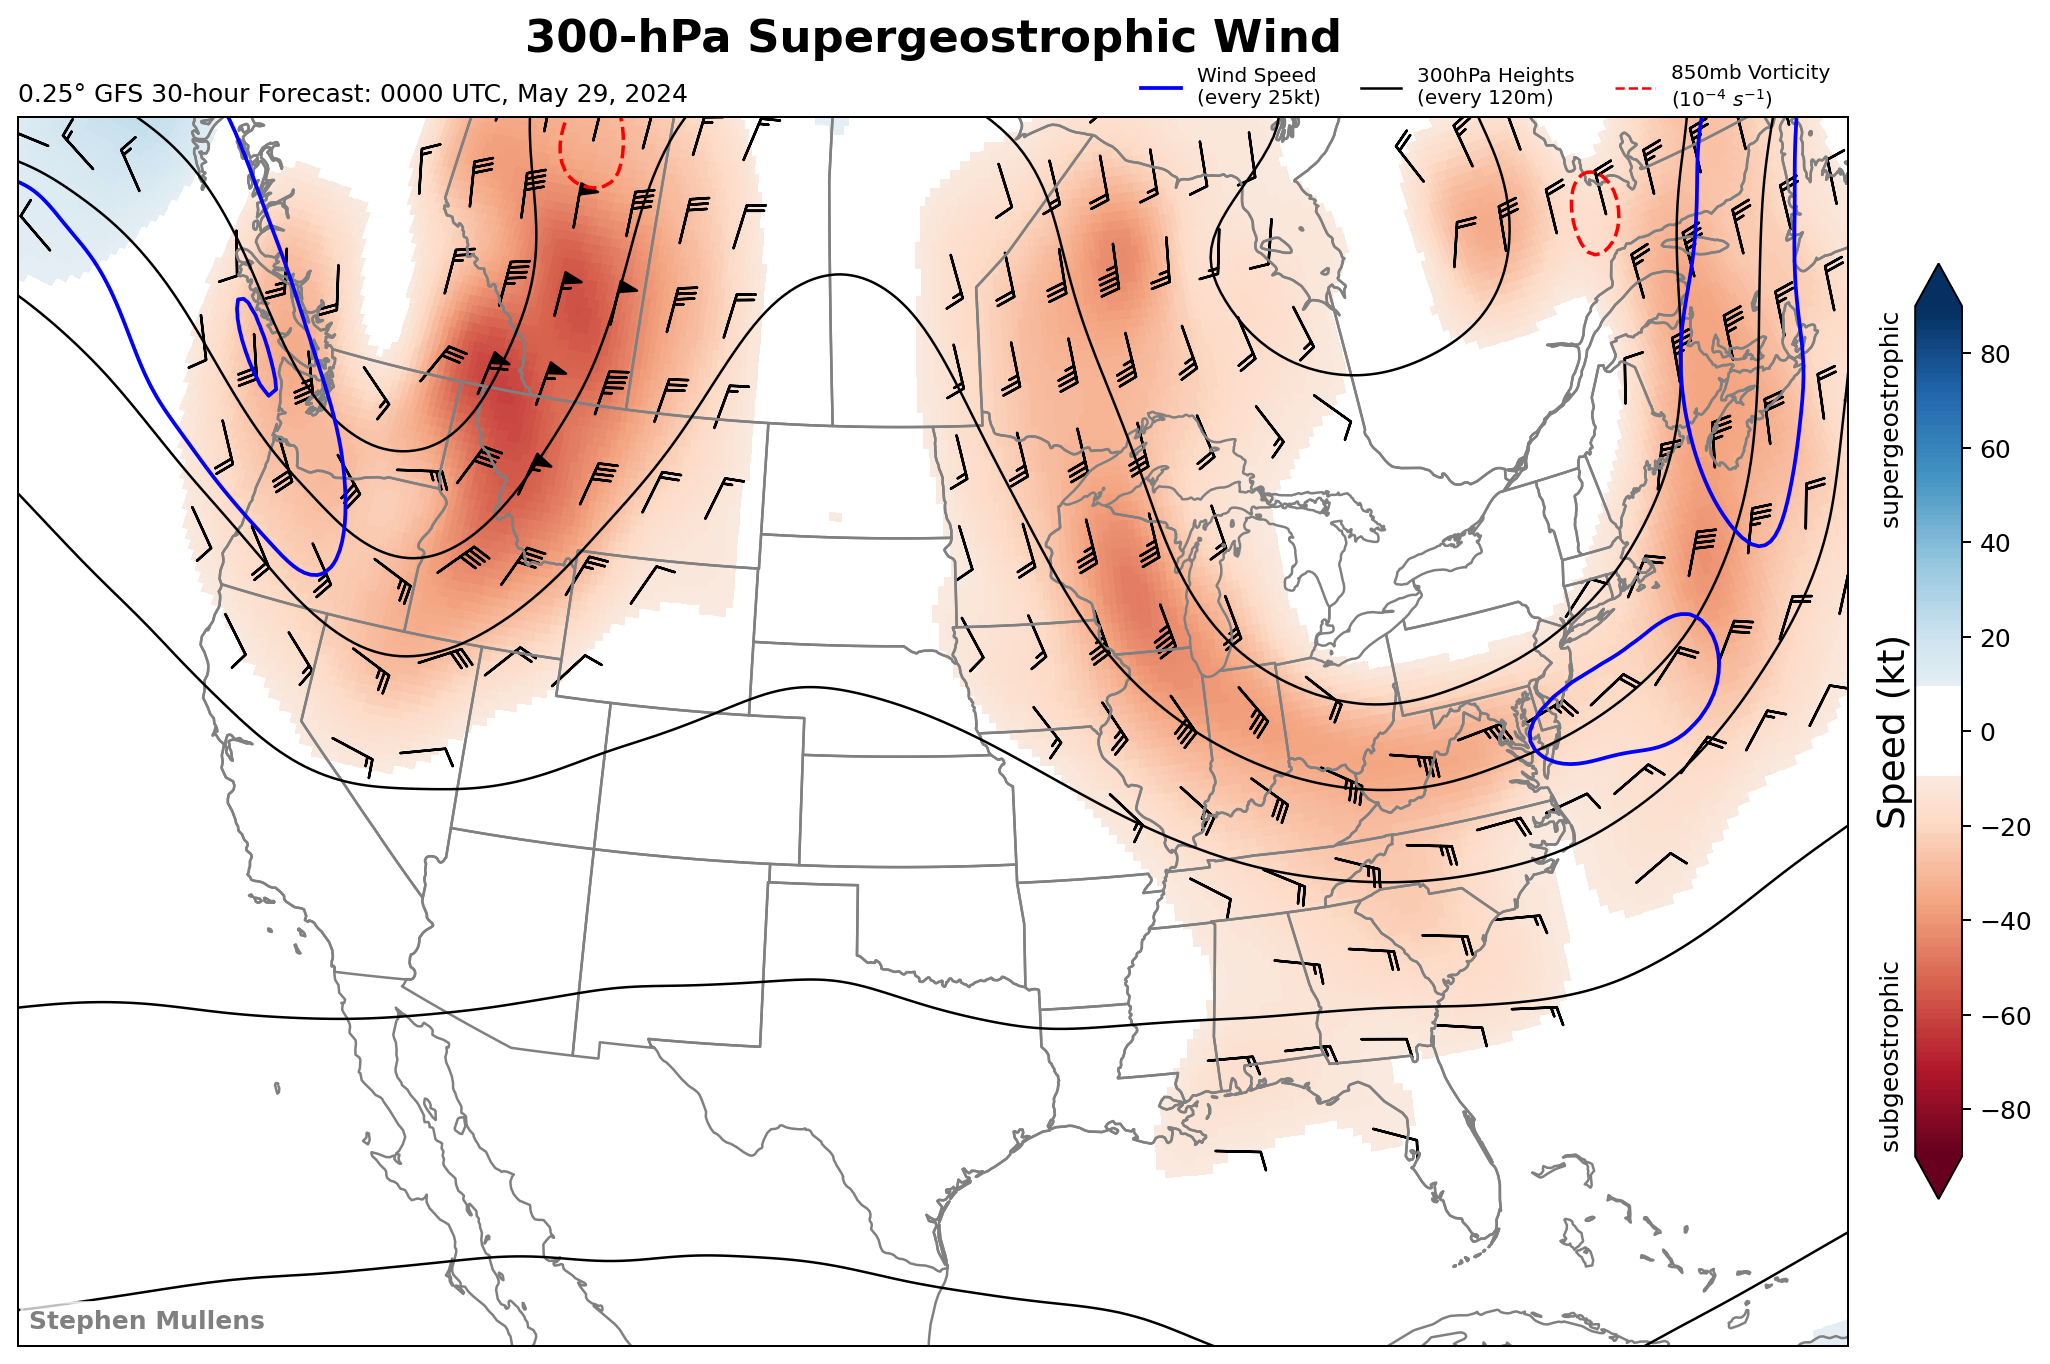 300-hPa Supergeostrophic Wind
0.25° GFS 30-hour Forecast: 0000 UTC, May 29, 2024
Wind Speed
(every 25kt)
300hPa Heights
(every 120m)
850mb Vorticity
(10⁻⁴ s⁻¹)
supergeostrophic
Speed (kt)
subgeostrophic
80
60
40
20
0
−20
−40
−60
−80
Stephen Mullens